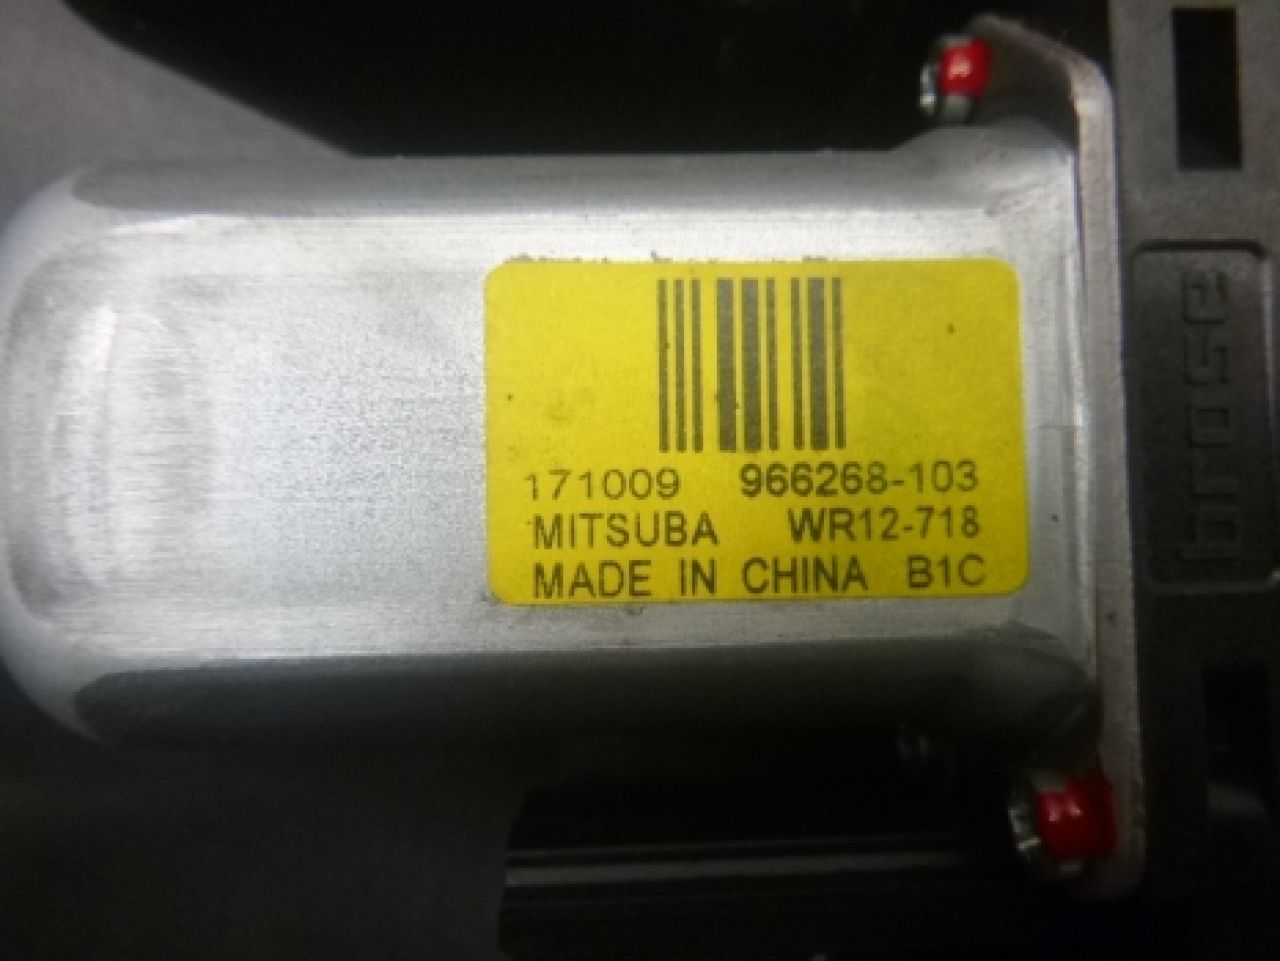 171009 966268-103
MITSUBA WR12-718
MADE IN CHINA B1C
brose